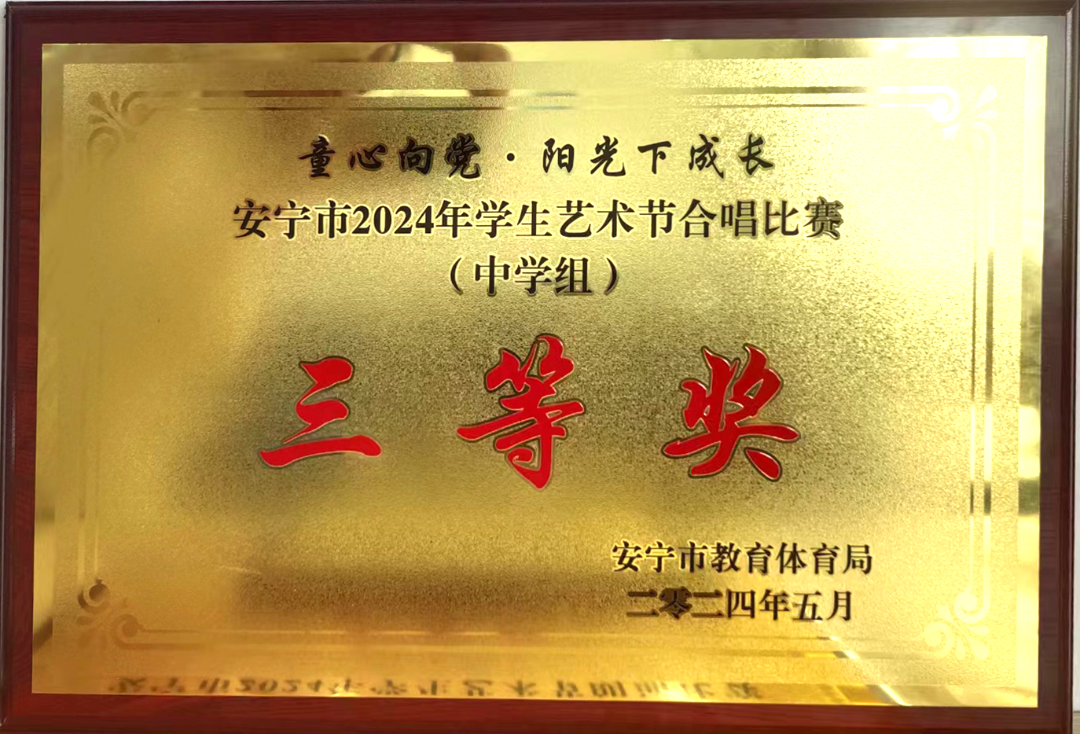 童心向党·阳光下成长
安宁市2024年学生艺术节合唱比赛
（中学组）
三等奖
安宁市教育体育局
二零二四年五月